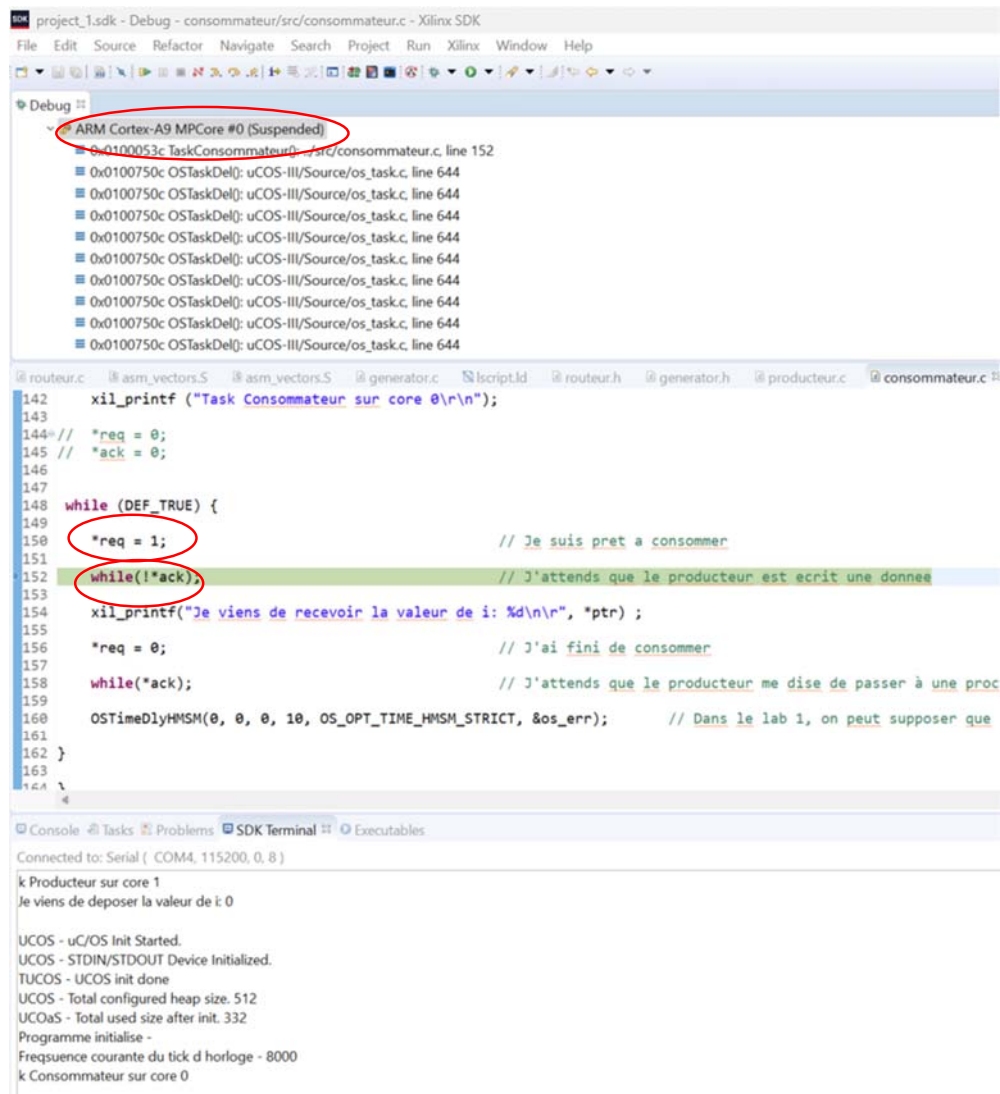 SDK project_1.sdk - Debug - consommateur/src/consommateur.c - Xilinx SDK
File Edit Source Refactor Navigate Search Project Run Xilinx Window Help
Debug
ARM Cortex-A9 MPCore #0 (Suspended)
0x0100053c TaskConsommateur(): ../src/consommateur.c, line 152
0x0100750c OSTaskDel(): uCOS-III/Source/os_task.c, line 644
0x0100750c OSTaskDel(): uCOS-III/Source/os_task.c, line 644
0x0100750c OSTaskDel(): uCOS-III/Source/os_task.c, line 644
0x0100750c OSTaskDel(): uCOS-III/Source/os_task.c, line 644
0x0100750c OSTaskDel(): uCOS-III/Source/os_task.c, line 644
0x0100750c OSTaskDel(): uCOS-III/Source/os_task.c, line 644
0x0100750c OSTaskDel(): uCOS-III/Source/os_task.c, line 644
0x0100750c OSTaskDel(): uCOS-III/Source/os_task.c, line 644
0x0100750c OSTaskDel(): uCOS-III/Source/os_task.c, line 644
routeur.c asm_vectors.S asm_vectors.S generator.c lscript.ld routeur.h generator.h producteur.c consommateur.c
142 xil_printf ("Task Consommateur sur core 0\r\n");
143
144 // *req = 0;
145 // *ack = 0;
146
147
148 while (DEF_TRUE) {
149
150 *req = 1; // Je suis pret a consommer
151
152 while(!*ack); // J'attends que le producteur est ecrit une donnee
153
154 xil_printf("Je viens de recevoir la valeur de i: %d\n\r", *ptr) ;
155
156 *req = 0; // J'ai fini de consommer
157
158 while(*ack); // J'attends que le producteur me dise de passer à une proc
159
160 OSTimeDlyHMSM(0, 0, 0, 10, OS_OPT_TIME_HMSM_STRICT, &os_err); // Dans le lab 1, on peut supposer que
161
162 }
163
164 }
Console Tasks Problems SDK Terminal Executables
Connected to: Serial ( COM4, 115200, 0, 8 )
k Producteur sur core 1
Je viens de deposer la valeur de i: 0
UCOS - uC/OS Init Started.
UCOS - STDIN/STDOUT Device Initialized.
TUCOS - UCOS init done
UCOS - Total configured heap size. 512
UCOaS - Total used size after init. 332
Programme initialise -
Freqsuence courante du tick d horloge - 8000
k Consommateur sur core 0